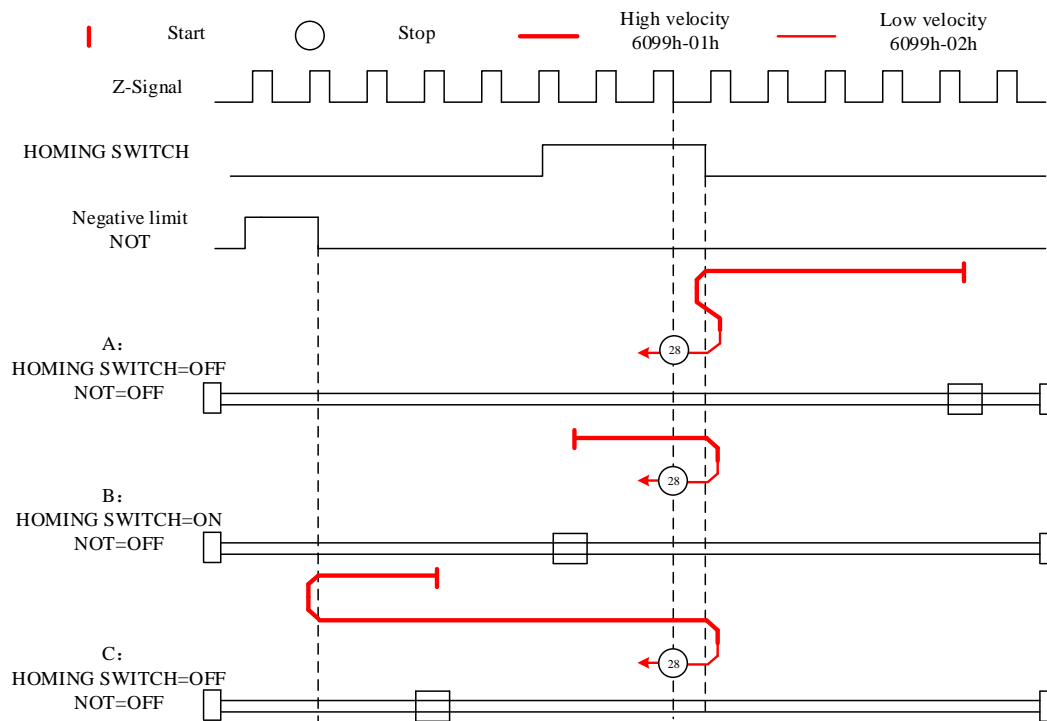 Start
Stop
High velocity
6099h-01h
Low velocity
6099h-02h
Z-Signal
HOMING SWITCH
Negative limit
NOT
28
A：
HOMING SWITCH=OFF
NOT=OFF
28
B：
HOMING SWITCH=ON
NOT=OFF
28
C：
HOMING SWITCH=OFF
NOT=OFF